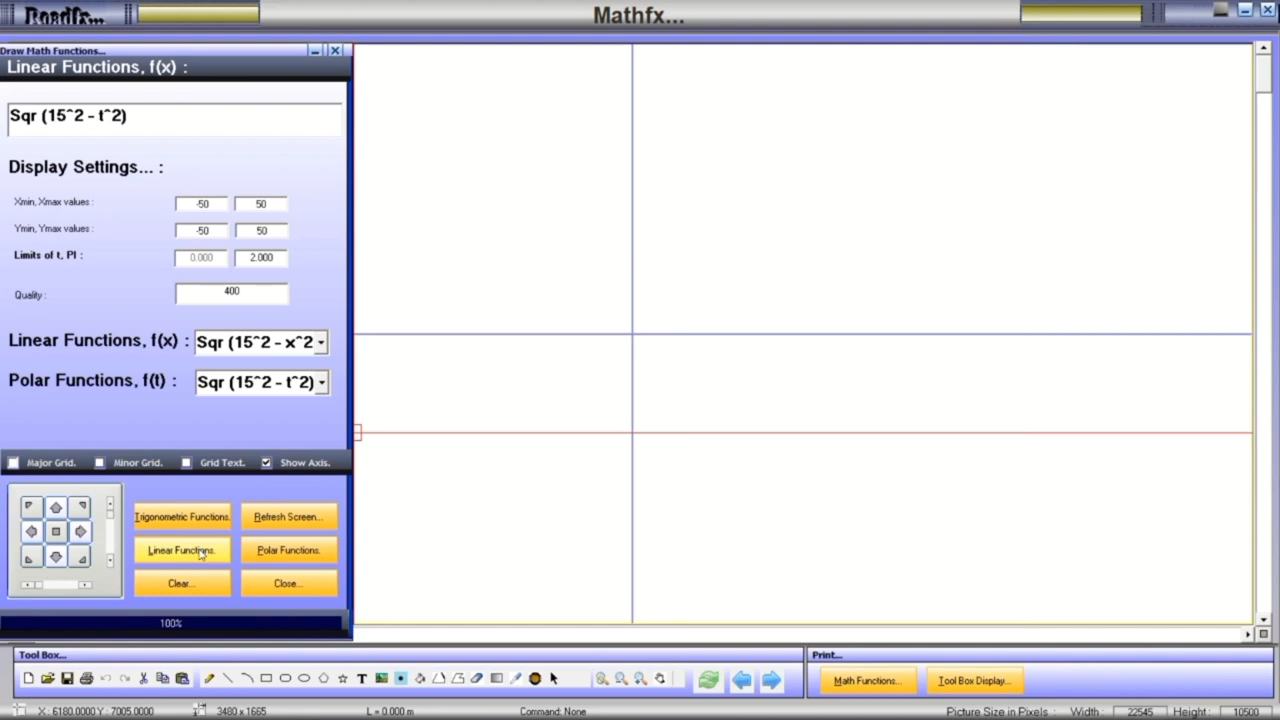 Roadfx... Mathfx...
Draw Math Functions...
Linear Functions, f(x) :
Sqr (15^2 - t^2)
Display Settings... :
Xmin, Xmax values : -50 50
Ymin, Ymax values : -50 50
Limits of t, PI : 0.000 2.000
Quality : 400
Linear Functions, f(x) : Sqr (15^2 - x^2
Polar Functions, f(t) : Sqr (15^2 - t^2)
Major Grid. Minor Grid. Grid Text. Show Axis.
Trigonometric Functions. Refresh Screen...
Linear Functions. Polar Functions.
Clear... Close...
100%
Tool Box... Print...
Math Functions... Tool Box Display...
X : 6180.0000 Y : 7005.0000 3480 x 1665 L = 0.000 m Command: None Picture Size in Pixels : Width : 22545 Height : 10500